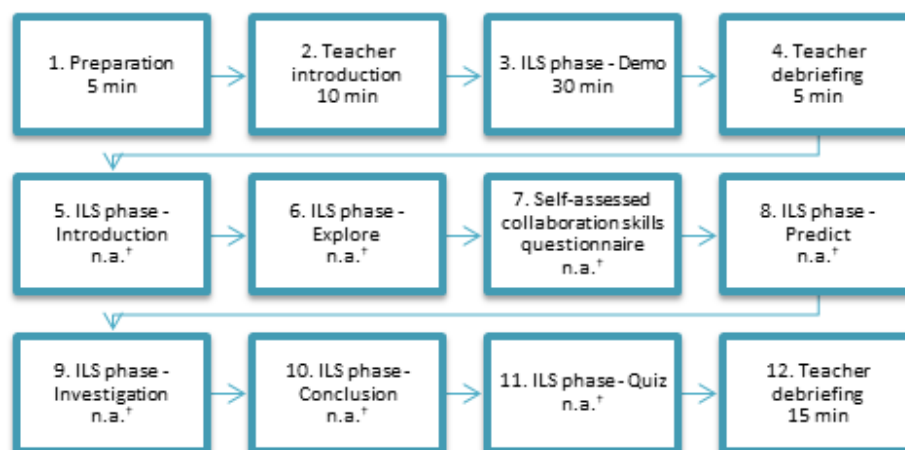 1. Preparation
5 min
2. Teacher
introduction
10 min
3. ILS phase - Demo
30 min
4. Teacher
debriefing
5 min
5. ILS phase -
Introduction
n.a.†
6. ILS phase -
Explore
n.a.†
7. Self-assessed
collaboration skills
questionnaire
n.a.†
8. ILS phase -
Predict
n.a.†
9. ILS phase -
Investigation
n.a.†
10. ILS phase -
Conclusion
n.a.†
11. ILS phase - Quiz
n.a.†
12. Teacher
debriefing
15 min